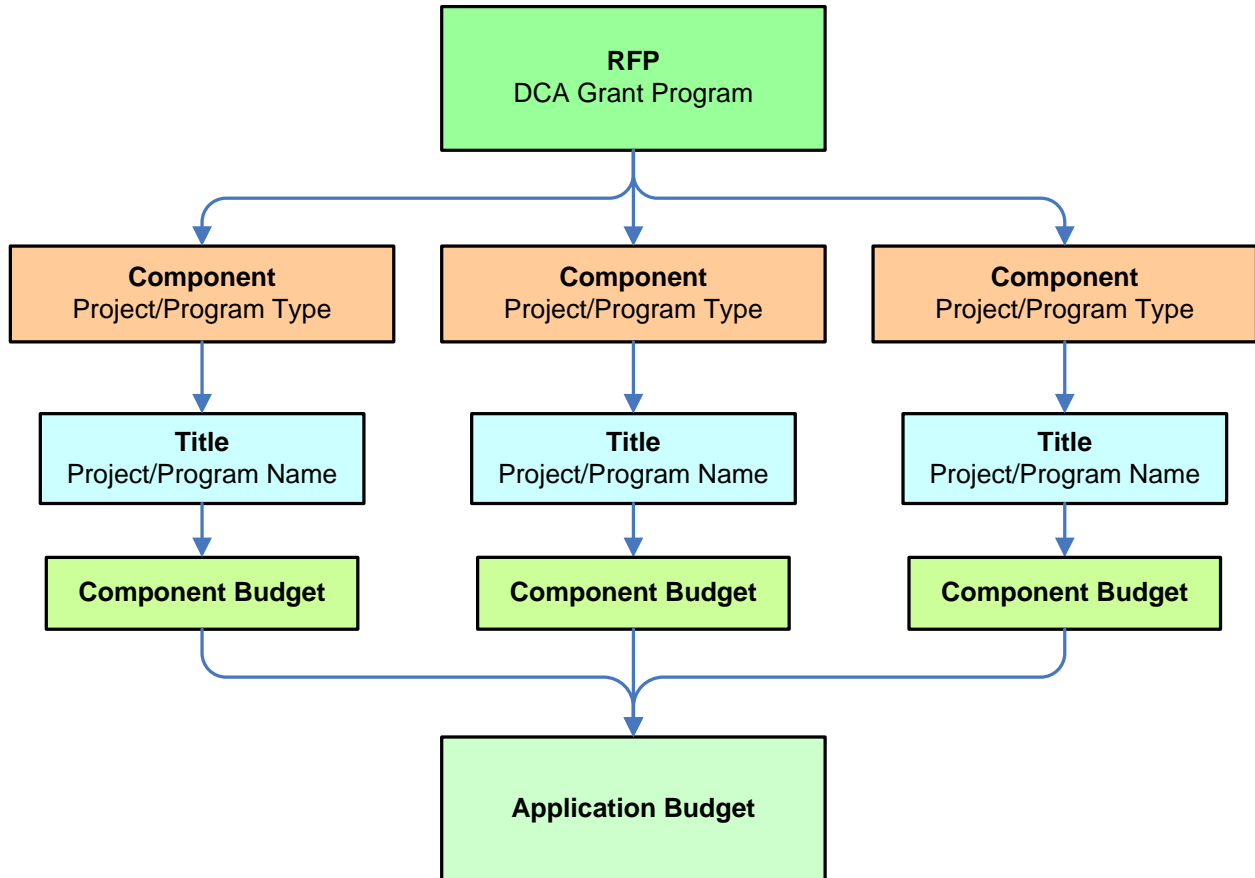 RFP
DCA Grant Program
Component
Project/Program Type
Component
Project/Program Type
Component
Project/Program Type
Title
Project/Program Name
Title
Project/Program Name
Title
Project/Program Name
Component Budget
Component Budget
Component Budget
Application Budget